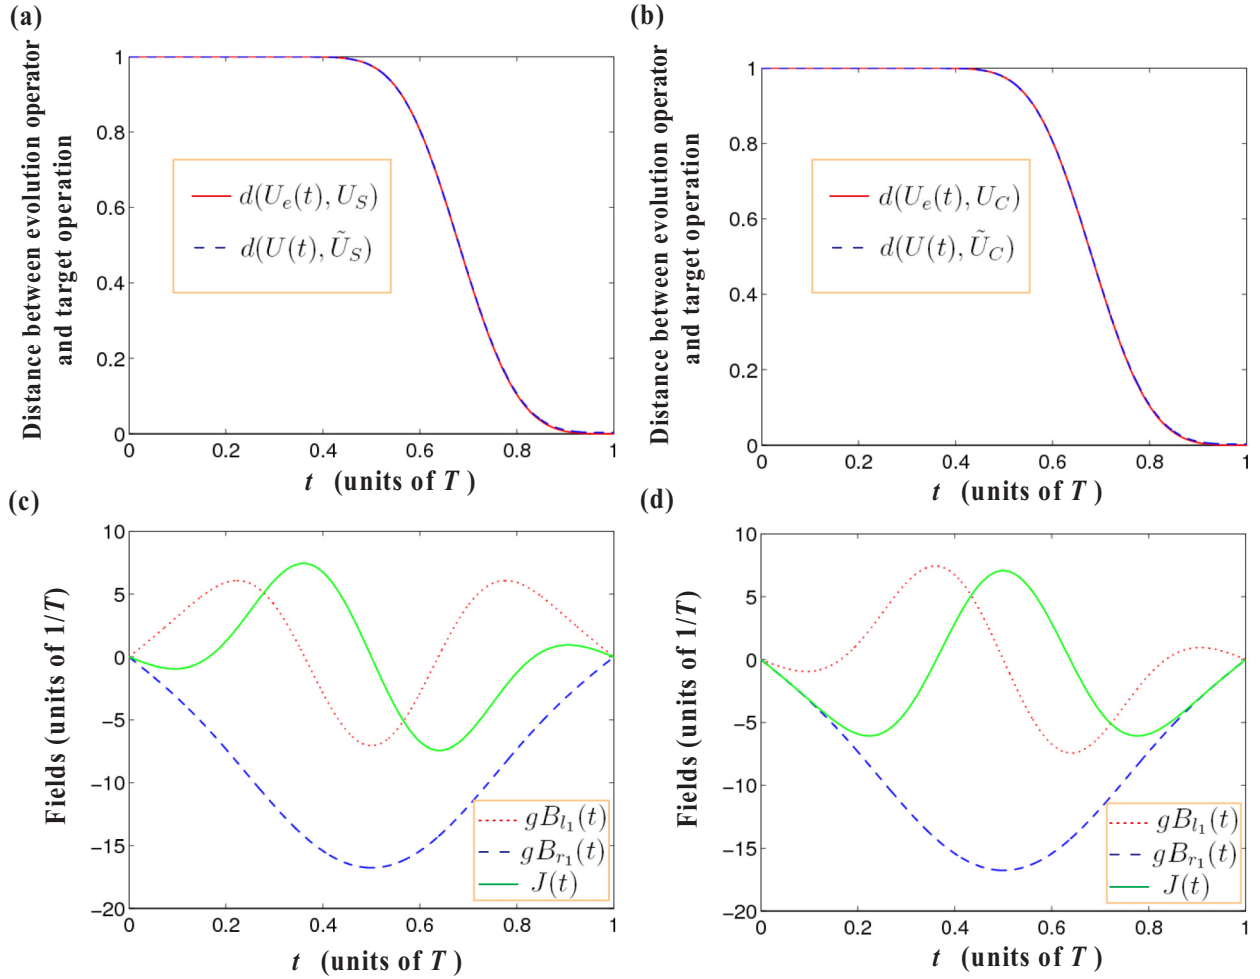 (a)
Distance between evolution operator
and target operation
1
0.8
0.6
0.4
0.2
0
d(U_e(t), U_S)
d(U(t), Ũ_S)
0
0.2
0.4
0.6
0.8
1
t (units of T )
(b)
Distance between evolution operator
and target operation
1
0.8
0.6
0.4
0.2
0
d(U_e(t), U_C)
d(U(t), Ũ_C)
0
0.2
0.4
0.6
0.8
1
t (units of T )
(c)
Fields (units of 1/T)
10
5
0
−5
−10
−15
−20
gB_{l_1}(t)
gB_{r_1}(t)
J(t)
0
0.2
0.4
0.6
0.8
1
t (units of T )
(d)
Fields (units of 1/T)
10
5
0
−5
−10
−15
−20
gB_{l_1}(t)
gB_{r_1}(t)
J(t)
0
0.2
0.4
0.6
0.8
1
t (units of T )